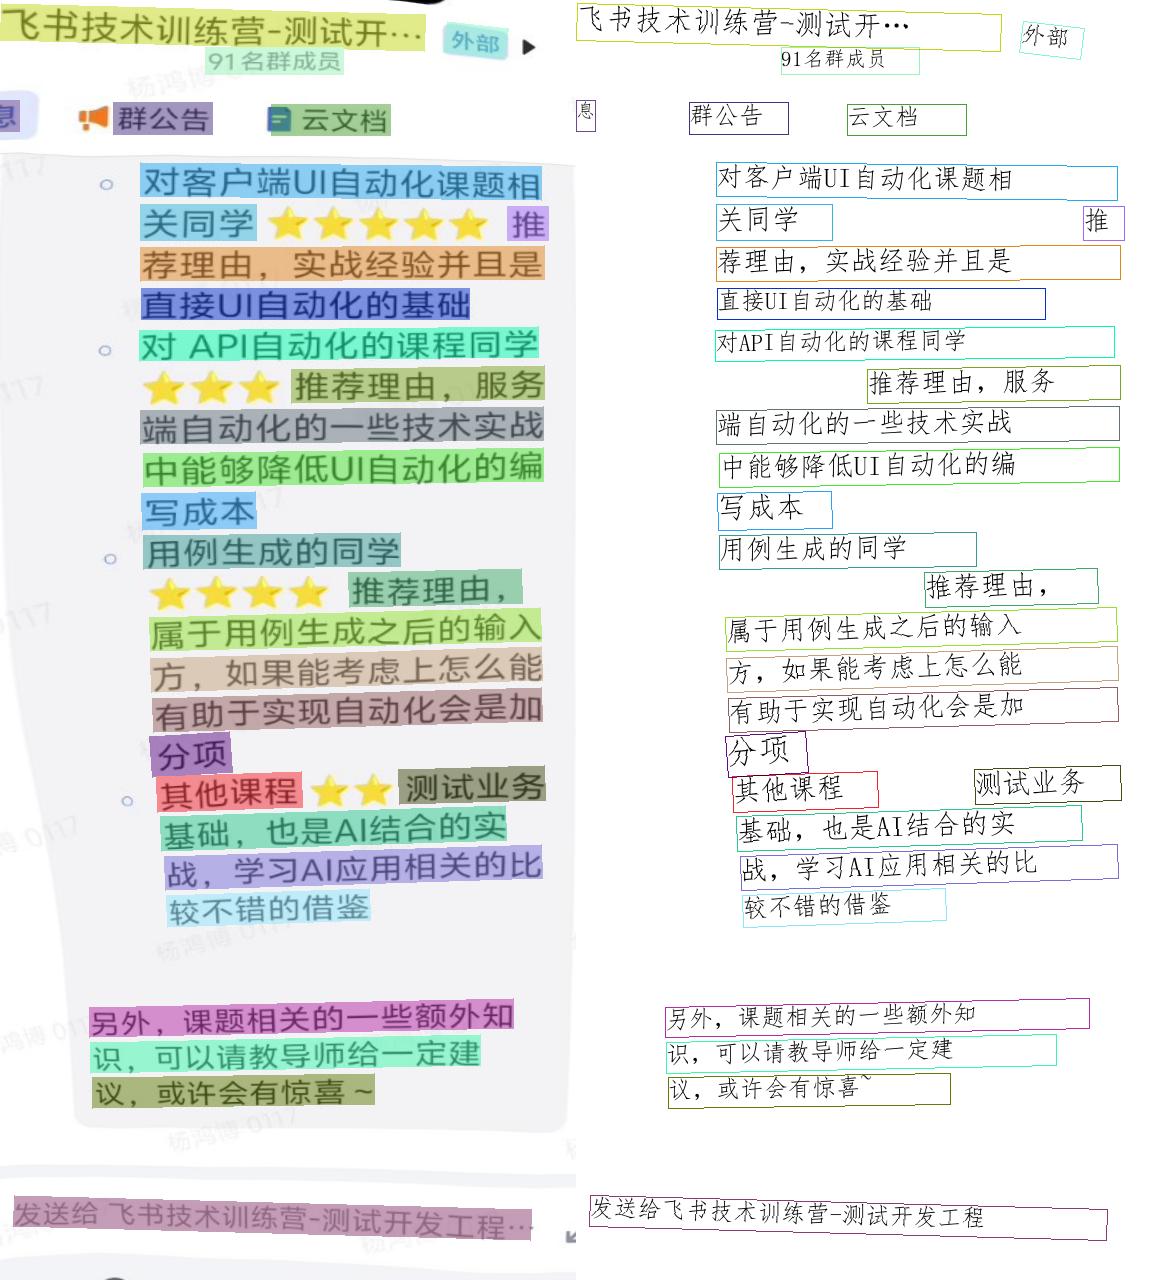 飞书技术训练营-测试开…
外部
91名群成员
息 群公告 云文档
对客户端UI自动化课题相
关同学 ⭐⭐⭐⭐⭐ 推
荐理由，实战经验并且是
直接UI自动化的基础
对 API自动化的课程同学
⭐⭐⭐ 推荐理由，服务
端自动化的一些技术实战
中能够降低UI自动化的编
写成本
用例生成的同学
⭐⭐⭐⭐ 推荐理由，
属于用例生成之后的输入
方，如果能考虑上怎么能
有助于实现自动化会是加
分项
其他课程 ⭐⭐ 测试业务
基础，也是AI结合的实
战，学习AI应用相关的比
较不错的借鉴
杨鸿博 0117
另外，课题相关的一些额外知
识，可以请教导师给一定建
议，或许会有惊喜～
杨鸿博 0117
发送给 飞书技术训练营-测试开发工程…
飞书技术训练营-测试开…
外部
91名群成员
息 群公告 云文档
对客户端UI自动化课题相
关同学 推
荐理由，实战经验并且是
直接UI自动化的基础
对API自动化的课程同学
推荐理由，服务
端自动化的一些技术实战
中能够降低UI自动化的编
写成本
用例生成的同学
推荐理由，
属于用例生成之后的输入
方，如果能考虑上怎么能
有助于实现自动化会是加
分项
其他课程 测试业务
基础，也是AI结合的实
战，学习AI应用相关的比
较不错的借鉴
另外，课题相关的一些额外知
识，可以请教导师给一定建
议，或许会有惊喜~
发送给飞书技术训练营-测试开发工程